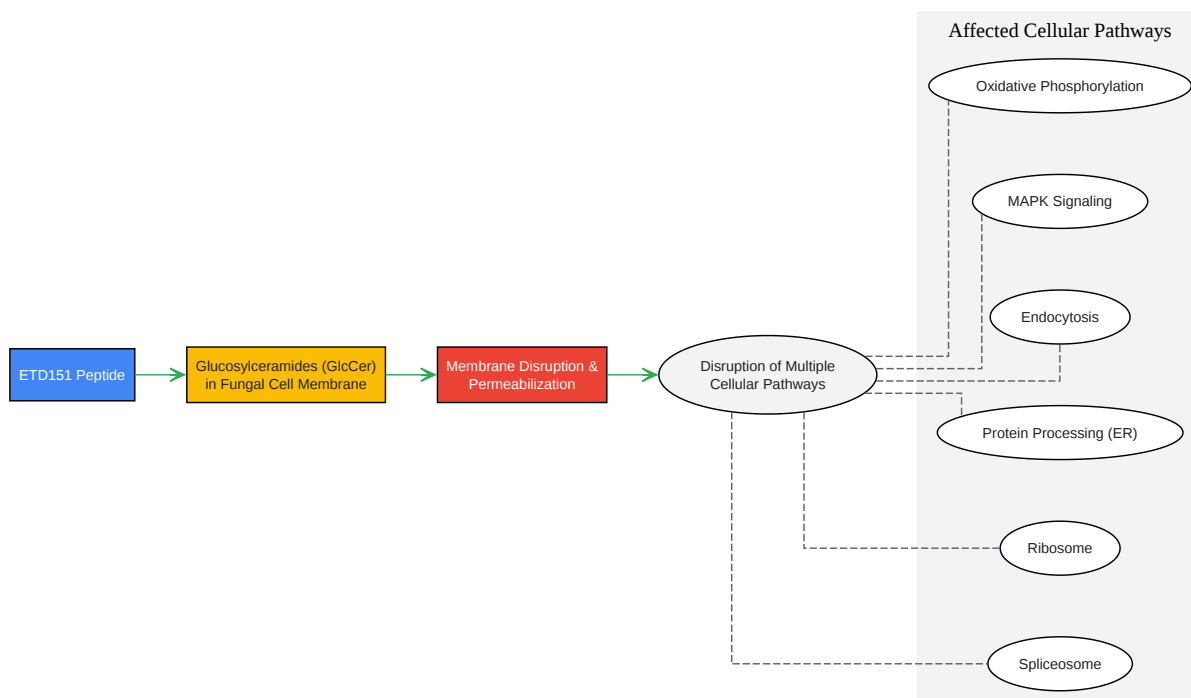 Affected Cellular Pathways
Oxidative Phosphorylation
MAPK Signaling
Endocytosis
ETD151 Peptide
Glucosylceramides (GlcCer)
in Fungal Cell Membrane
Membrane Disruption &
Permeabilization
Disruption of Multiple
Cellular Pathways
Protein Processing (ER)
Ribosome
Spliceosome